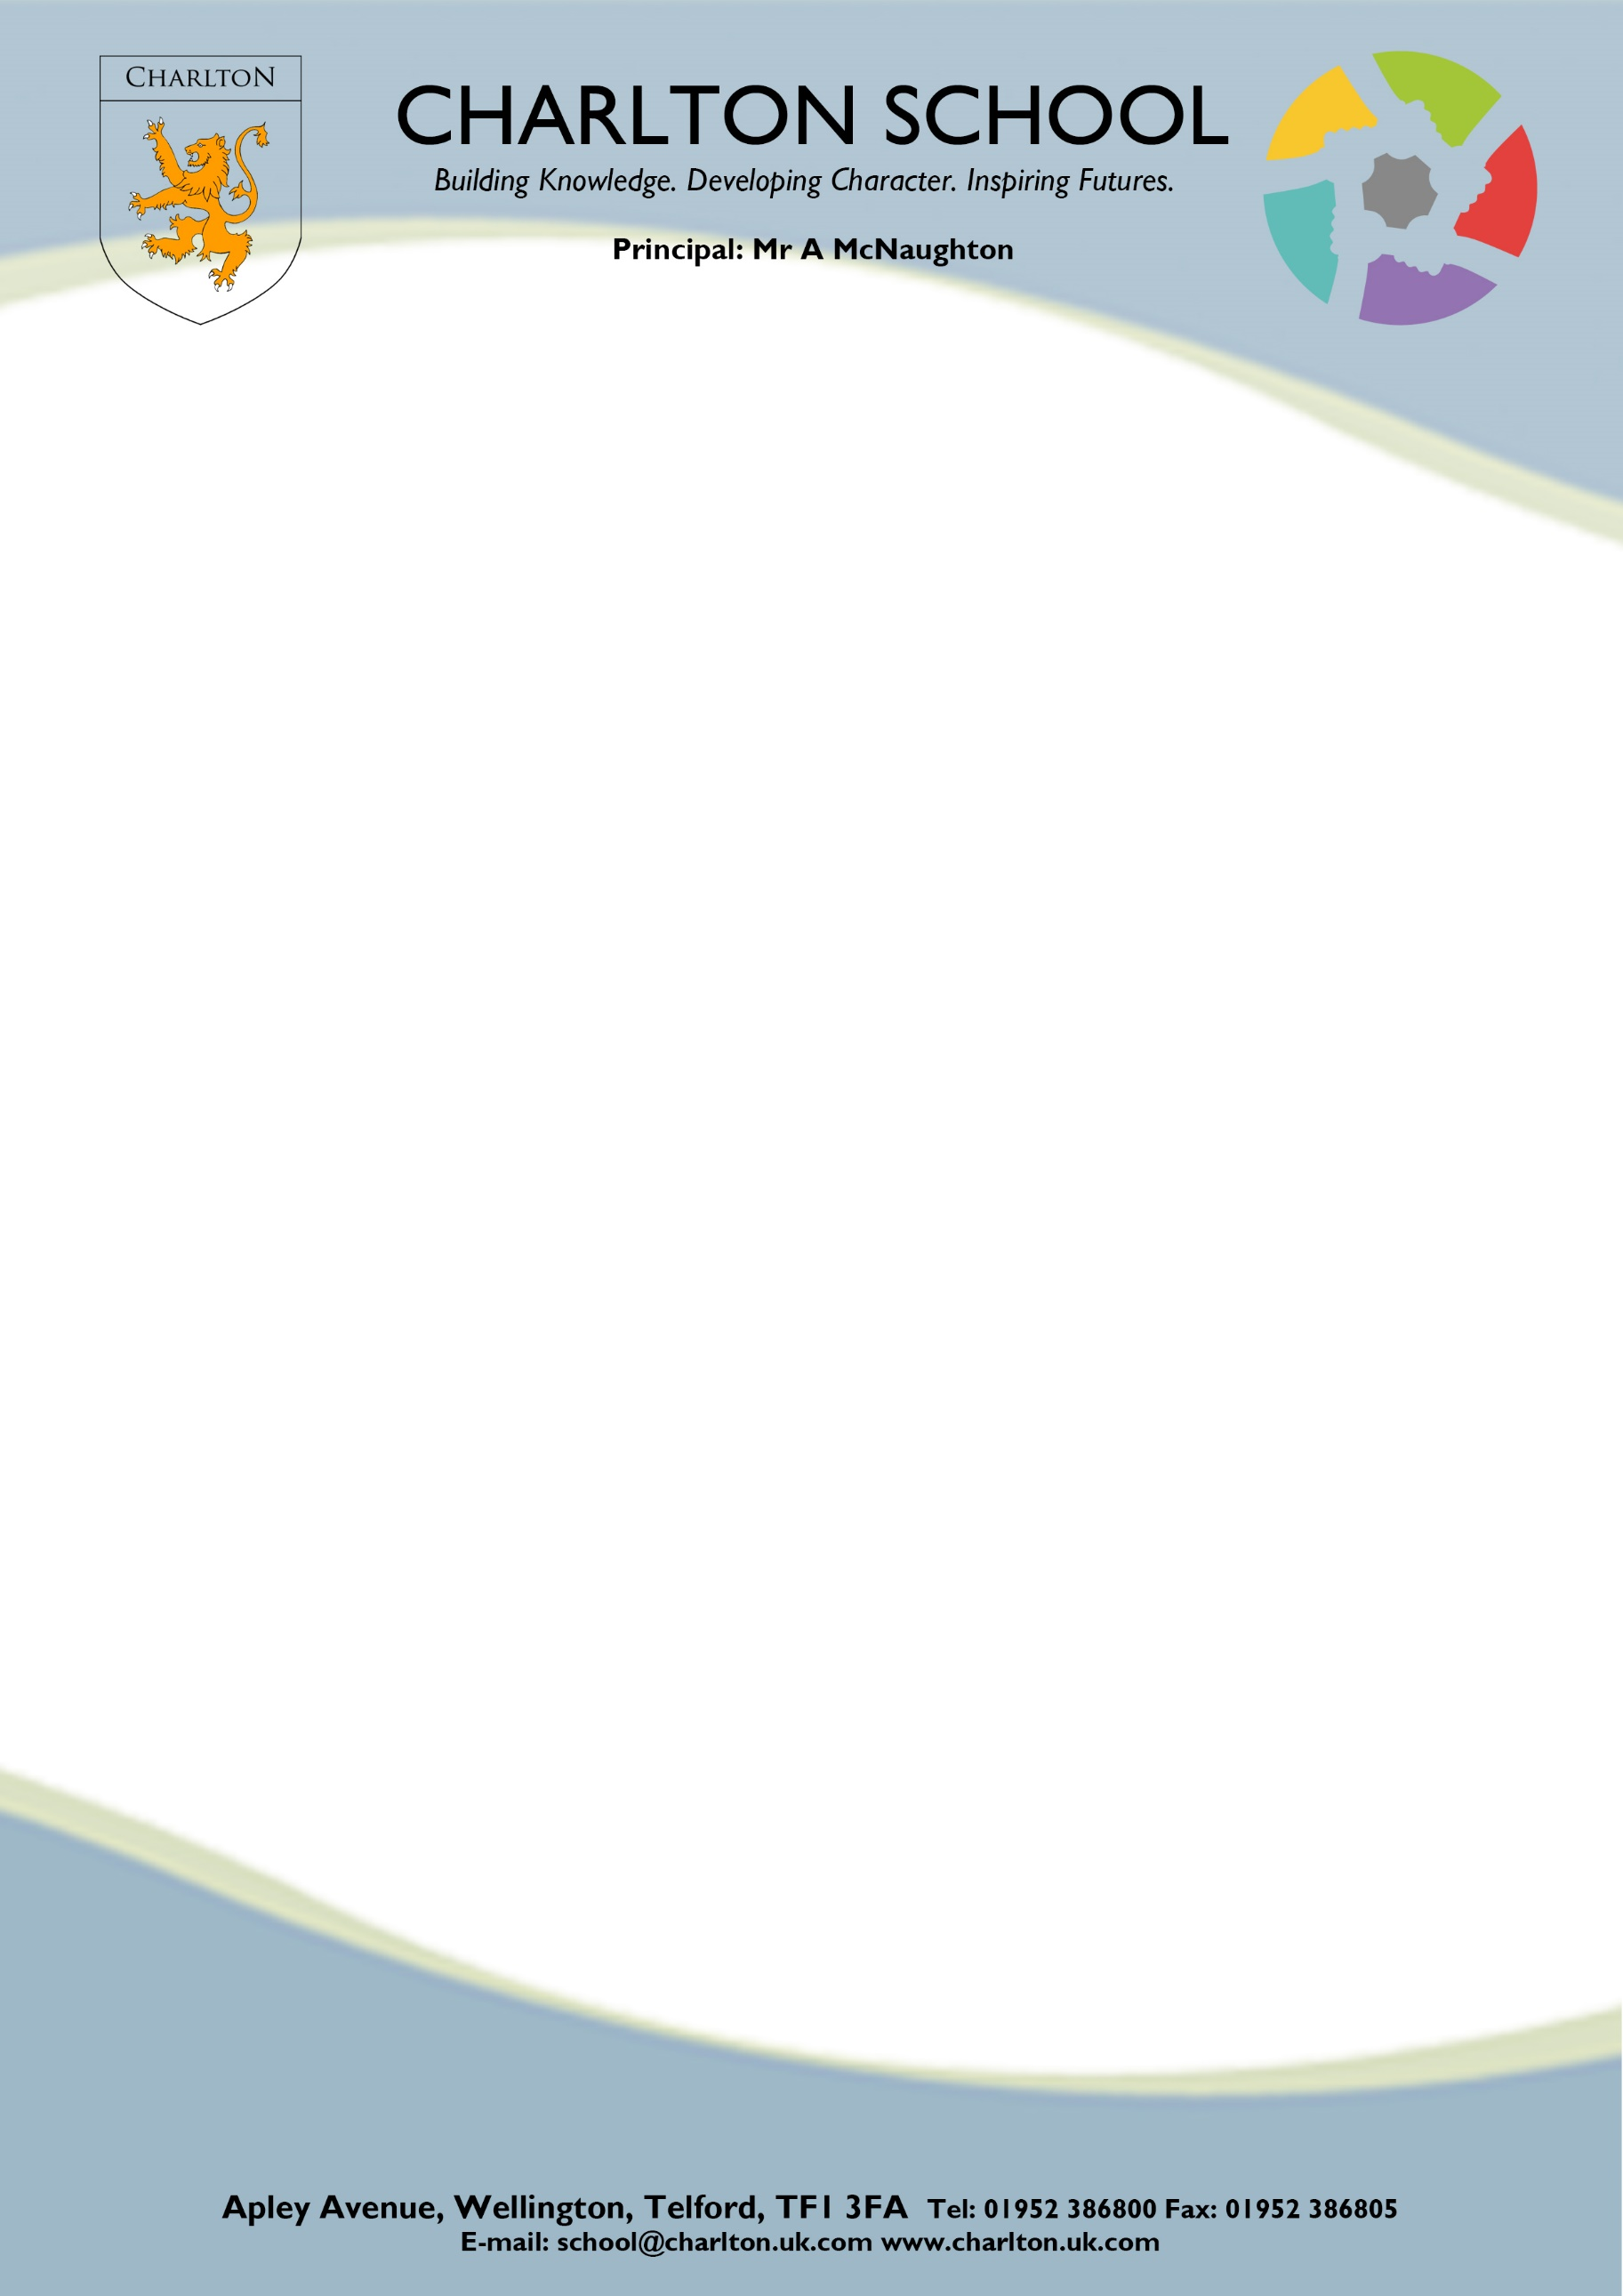 CHARLTON
CHARLTON SCHOOL
Building Knowledge. Developing Character. Inspiring Futures.
Principal: Mr A McNaughton
Apley Avenue, Wellington, Telford, TF1 3FA Tel: 01952 386800 Fax: 01952 386805
E-mail: school@charlton.uk.com www.charlton.uk.com